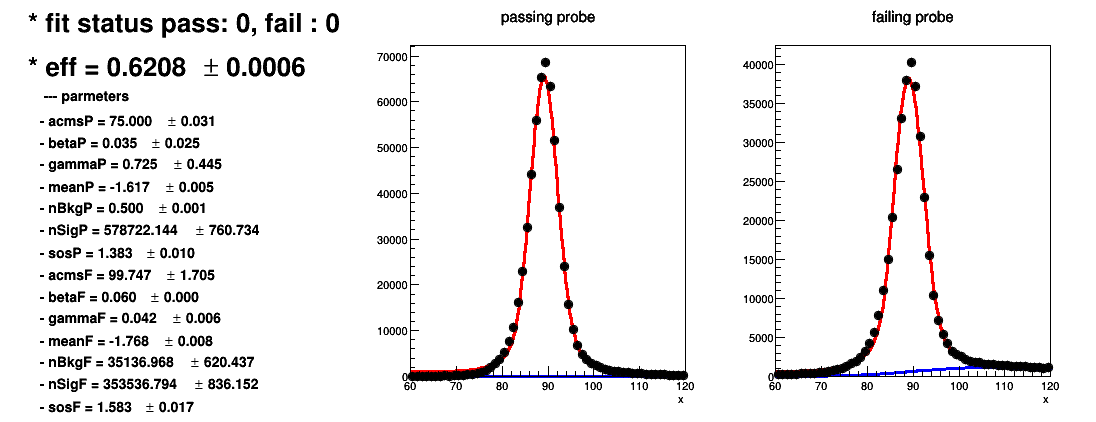 * fit status pass: 0, fail : 0
* eff = 0.6208 ± 0.0006
--- parmeters
- acmsP = 75.000 ± 0.031
- betaP = 0.035 ± 0.025
- gammaP = 0.725 ± 0.445
- meanP = -1.617 ± 0.005
- nBkgP = 0.500 ± 0.001
- nSigP = 578722.144 ± 760.734
- sosP = 1.383 ± 0.010
- acmsF = 99.747 ± 1.705
- betaF = 0.060 ± 0.000
- gammaF = 0.042 ± 0.006
- meanF = -1.768 ± 0.008
- nBkgF = 35136.968 ± 620.437
- nSigF = 353536.794 ± 836.152
- sosF = 1.583 ± 0.017
passing probe
70000
60000
50000
40000
30000
20000
10000
0
60 70 80 90 100 110 120
x
failing probe
40000
35000
30000
25000
20000
15000
10000
5000
0
60 70 80 90 100 110 120
x